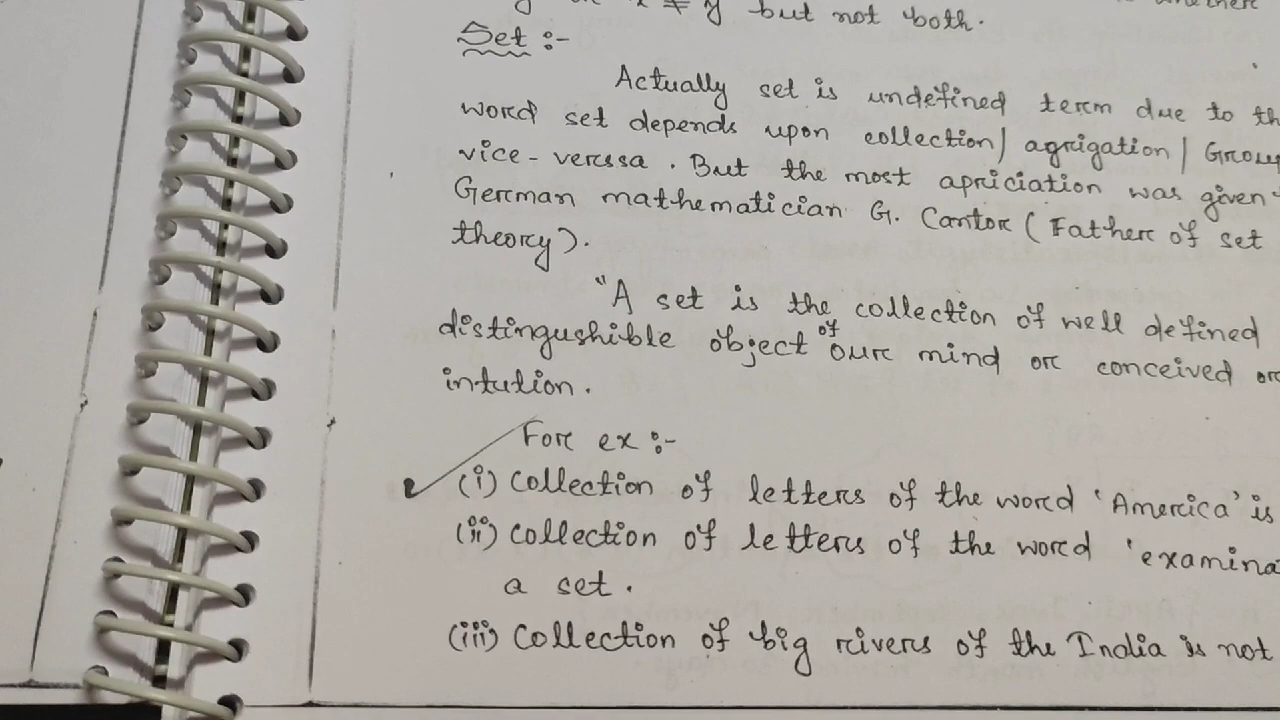 y but not both.
Set :-
Actually set is undefined term due to
word set depends upon collection/ agrigation / Group
vice-verssa. But the most apriciation was given
German mathematician G. Cantor (Father of set
theory).
"A set is the collection of well defined
distingushible object of our mind or conceived or
intution.
For ex :-
(i) Collection of letters of the word 'America' is
(ii) Collection of letters of the word 'examina
a set.
(iii) Collection of big rivers of the India is not